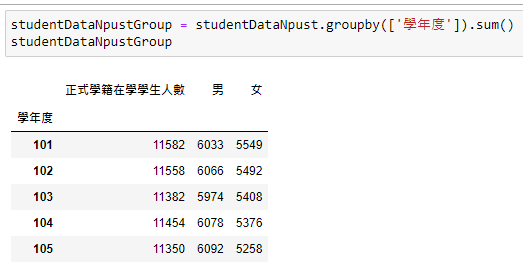 studentDataNpustGroup = studentDataNpust.groupby(['學年度']).sum()
studentDataNpustGroup
正式學籍在學學生人數 男 女
學年度
101 11582 6033 5549
102 11558 6066 5492
103 11382 5974 5408
104 11454 6078 5376
105 11350 6092 5258